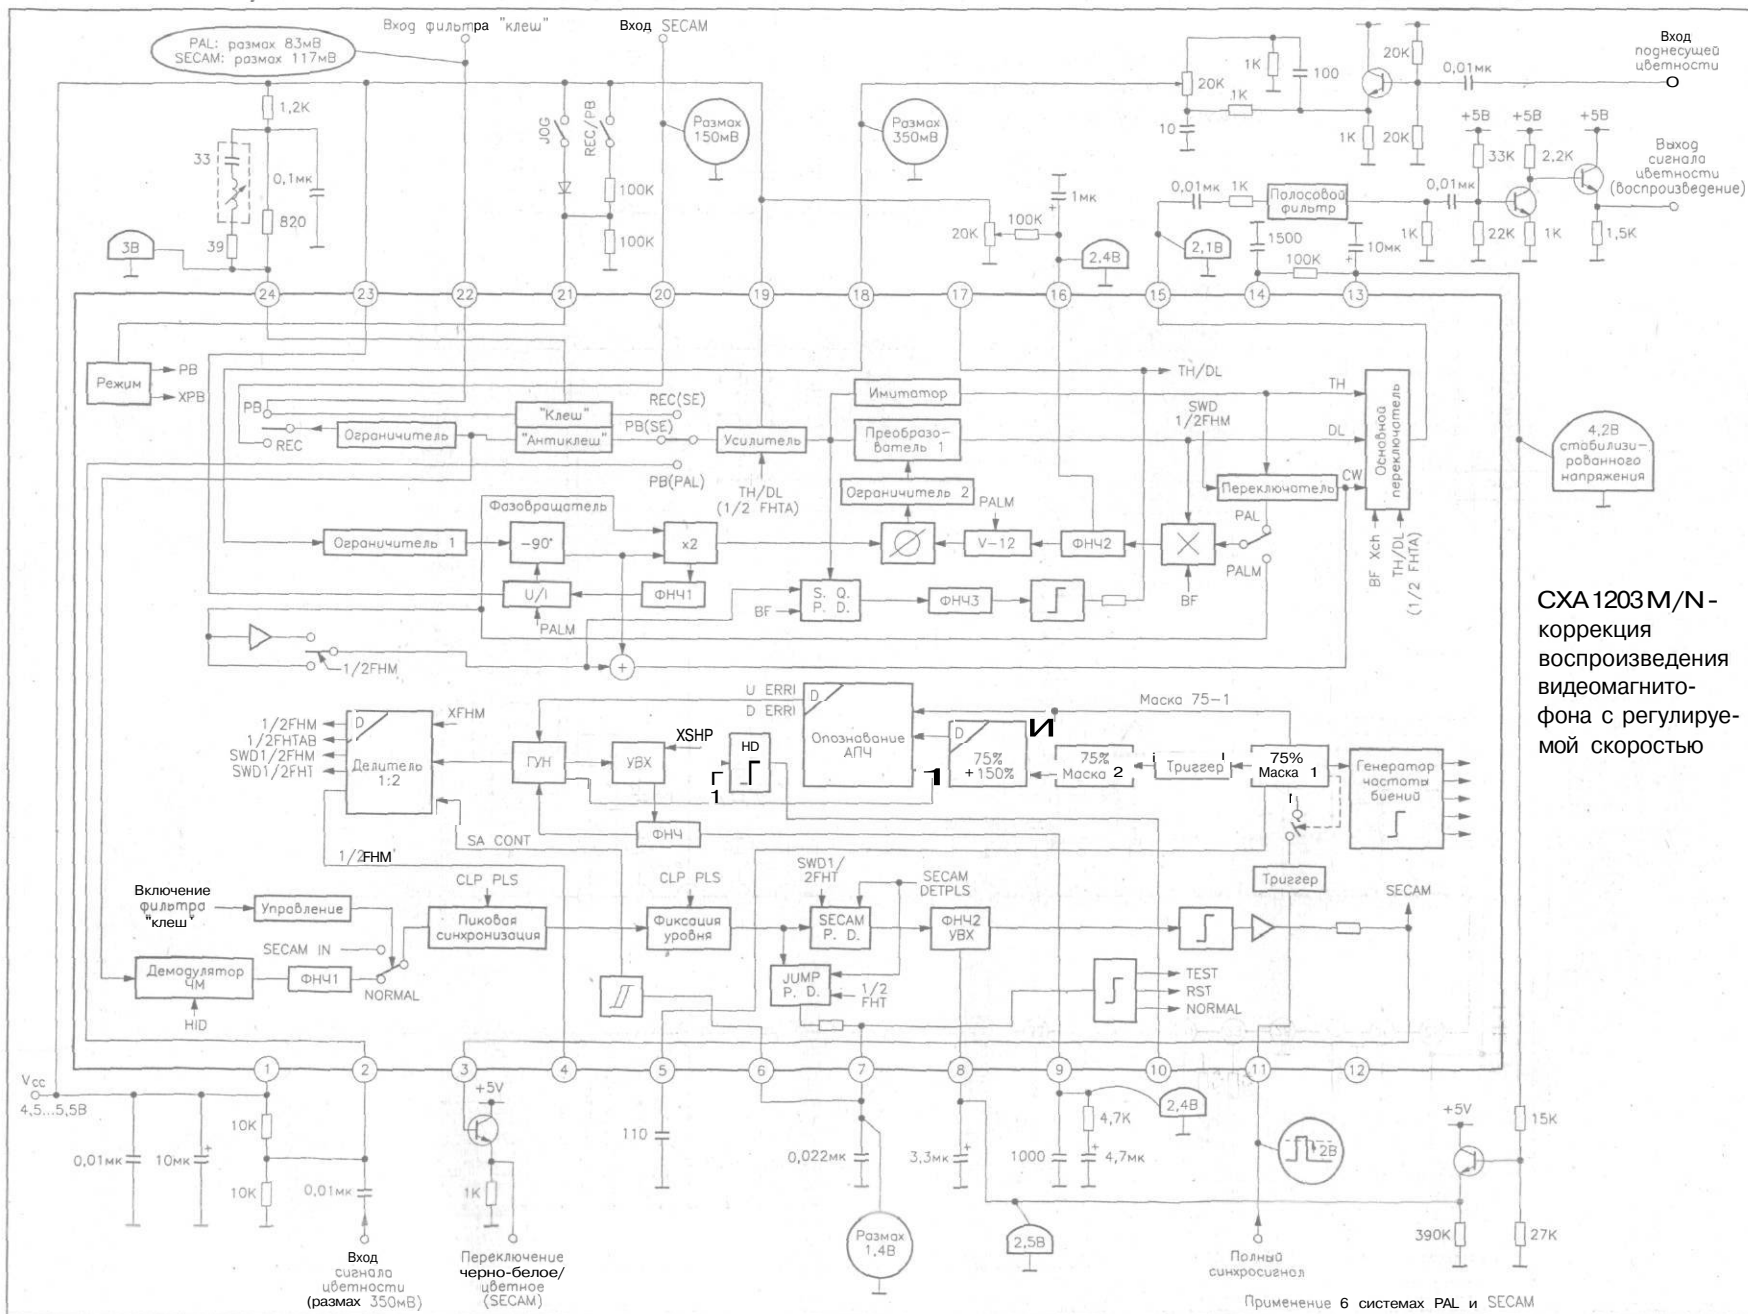 Вход фильтра "клеш"
Вход SECAM
PAL: размах 83мВ
SECAM: размах 117мВ
Вход
поднесущей
цветности
20K
1K
100
20K
0,01мк
1K
10
1K
20K
1,2K
33
0,1мк
820
39
3В
JOG
REC/PB
100K
100K
Размах
150мВ
Размах
350мВ
20K
100K
1мк
2,4В
+5В
+5В
+5В
33K
2,2K
Выход
сигнала
цветности
(воспроизведение)
0,01мк
1K
Полосовой
фильтр
0,01мк
1K
22K
1K
1,5K
2,1В
1500
10мк
100K
24
23
22
21
20
19
18
17
16
15
14
13
Режим
PB
XPB
PB
REC
Ограничитель
"Клеш"
"Антиклеш"
REC(SE)
PB(SE)
PB(PAL)
Усилитель
TH/DL
(1/2 FHTA)
Имитатор
Преобразо-
ватель 1
Ограничитель 2
TH/DL
SWD
1/2FHM
TH
DL
CW
Основной
переключатель
Переключатель
PAL
PALM
BF Xch
TH/DL
(1/2 FHTA)
4,2В
стабилизи-
рованного
напряжения
Фазовращатель
Ограничитель 1
-90°
x2
V-12
PALM
ФНЧ2
BF
U/I
ФНЧ1
PALM
BF
S. Q.
P. D.
ФНЧ3
1/2FHM
+
CXA1203M/N -
коррекция
воспроизведения
видеомагнито-
фона с регулируе-
мой скоростью
1/2FHM
1/2FHTAB
SWD1/2FHM
SWD1/2FHT
D
Делитель
1:2
XFHM
ГУН
УВХ
XSHP
ФНЧ
HD
U ERRI
D ERRI
D
Опознавание
АПЧ
Маска 75-1
D
75%
+150%
75%
Маска 2
Триггер
75%
Маска 1
Генератор
частоты
биений
SA CONT
1/2FHM
Включение
фильтра
"клеш"
Управление
SECAM IN
NORMAL
Демодулятор
ЧМ
ФНЧ1
HID
CLP PLS
Пиковая
синхронизация
CLP PLS
Фиксация
уровня
SWD1/
2FHT
SECAM
DETPLS
SECAM
P. D.
JUMP
P. D.
1/2
FHT
ФНЧ2
УВХ
Триггер
SECAM
TEST
RST
NORMAL
1
2
3
4
5
6
7
8
9
10
11
12
Vcc
4,5...5,5В
0,01мк
10мк
10K
10K
0,01мк
Вход
сигнала
цветности
(размах 350мВ)
+5V
1K
Переключение
черно-белое/
цветное
(SECAM)
110
0,022мк
Размах
1,4В
3,3мк
2,5В
1000
4,7K
4,7мк
2,4В
2В
Полный
синхросигнал
+5V
15K
390K
27K
Применение 6 системах PAL и SECAM